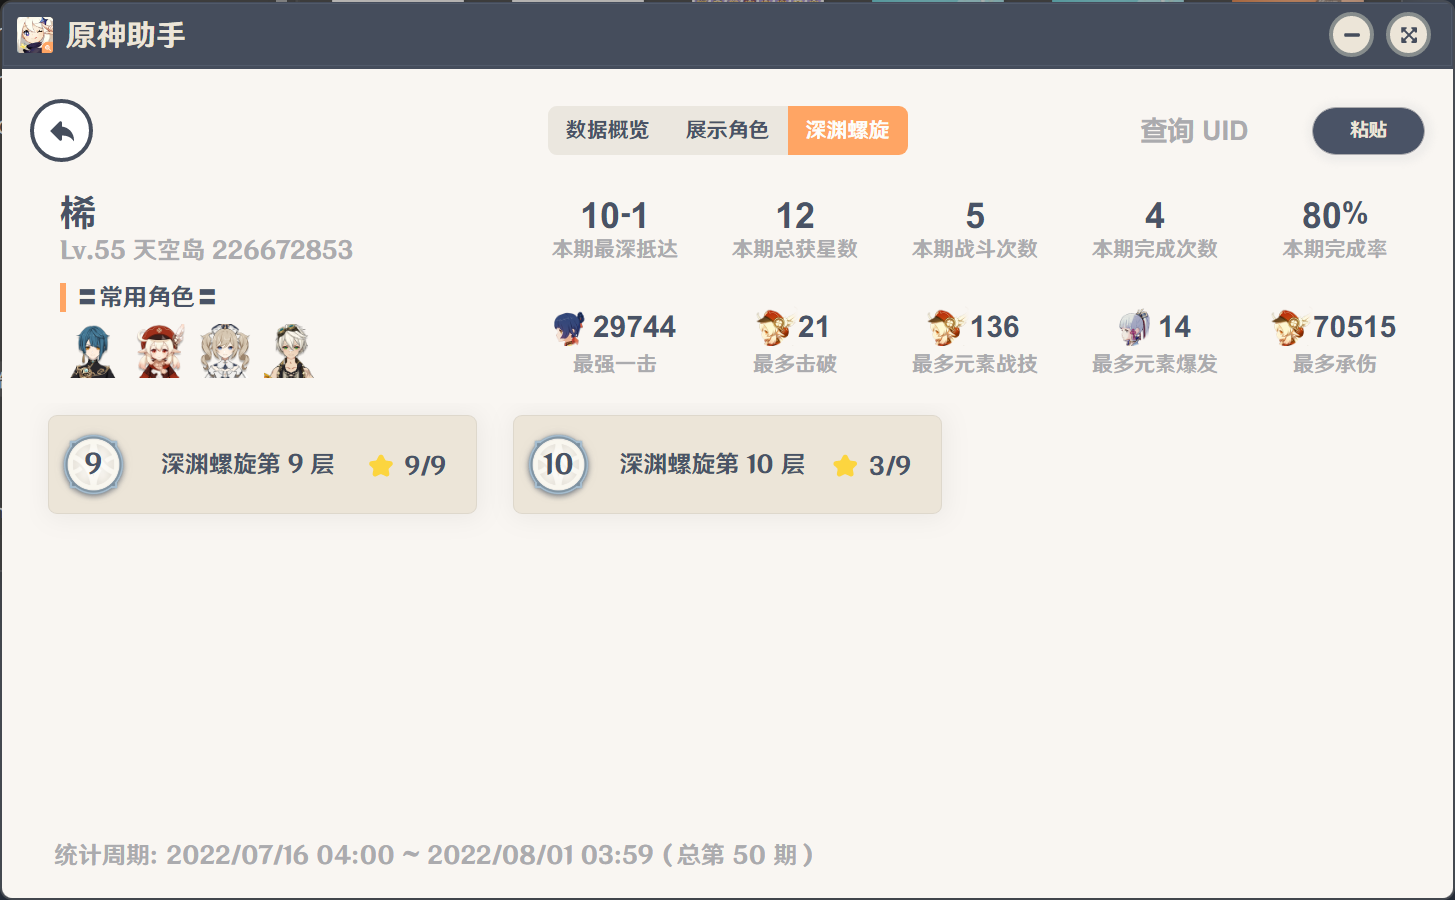 原神助手
数据概览 展示角色 深渊螺旋 查询 UID 粘贴
桸
Lv.55 天空岛 226672853
〓常用角色〓
10-1 12 5 4 80%
本期最深抵达 本期总获星数 本期战斗次数 本期完成次数 本期完成率
29744 21 136 14 70515
最强一击 最多击破 最多元素战技 最多元素爆发 最多承伤
9 深渊螺旋第 9 层 9/9
10 深渊螺旋第 10 层 3/9
统计周期: 2022/07/16 04:00 ~ 2022/08/01 03:59 ( 总第 50 期 )